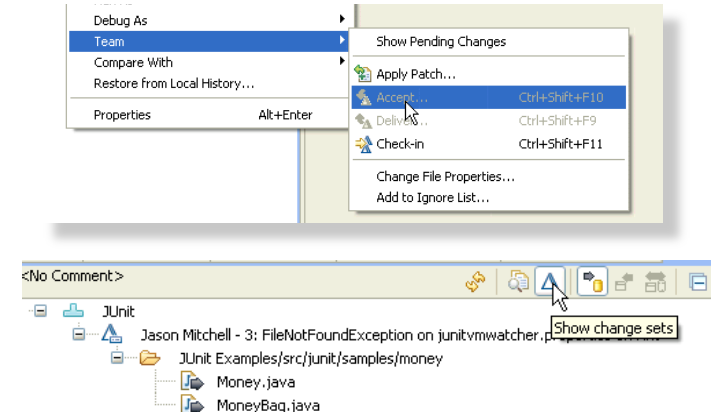 Debug As
Team
Compare With
Restore from Local History...
Properties Alt+Enter
Show Pending Changes
Apply Patch...
Accept... Ctrl+Shift+F10
Deliver... Ctrl+Shift+F9
Check-in Ctrl+Shift+F11
Change File Properties...
Add to Ignore List...
<No Comment>
Show change sets
JUnit
Jason Mitchell - 3: FileNotFoundException on junitvmwatcher.
JUnit Examples/src/junit/samples/money
Money.java
MoneyBag.java